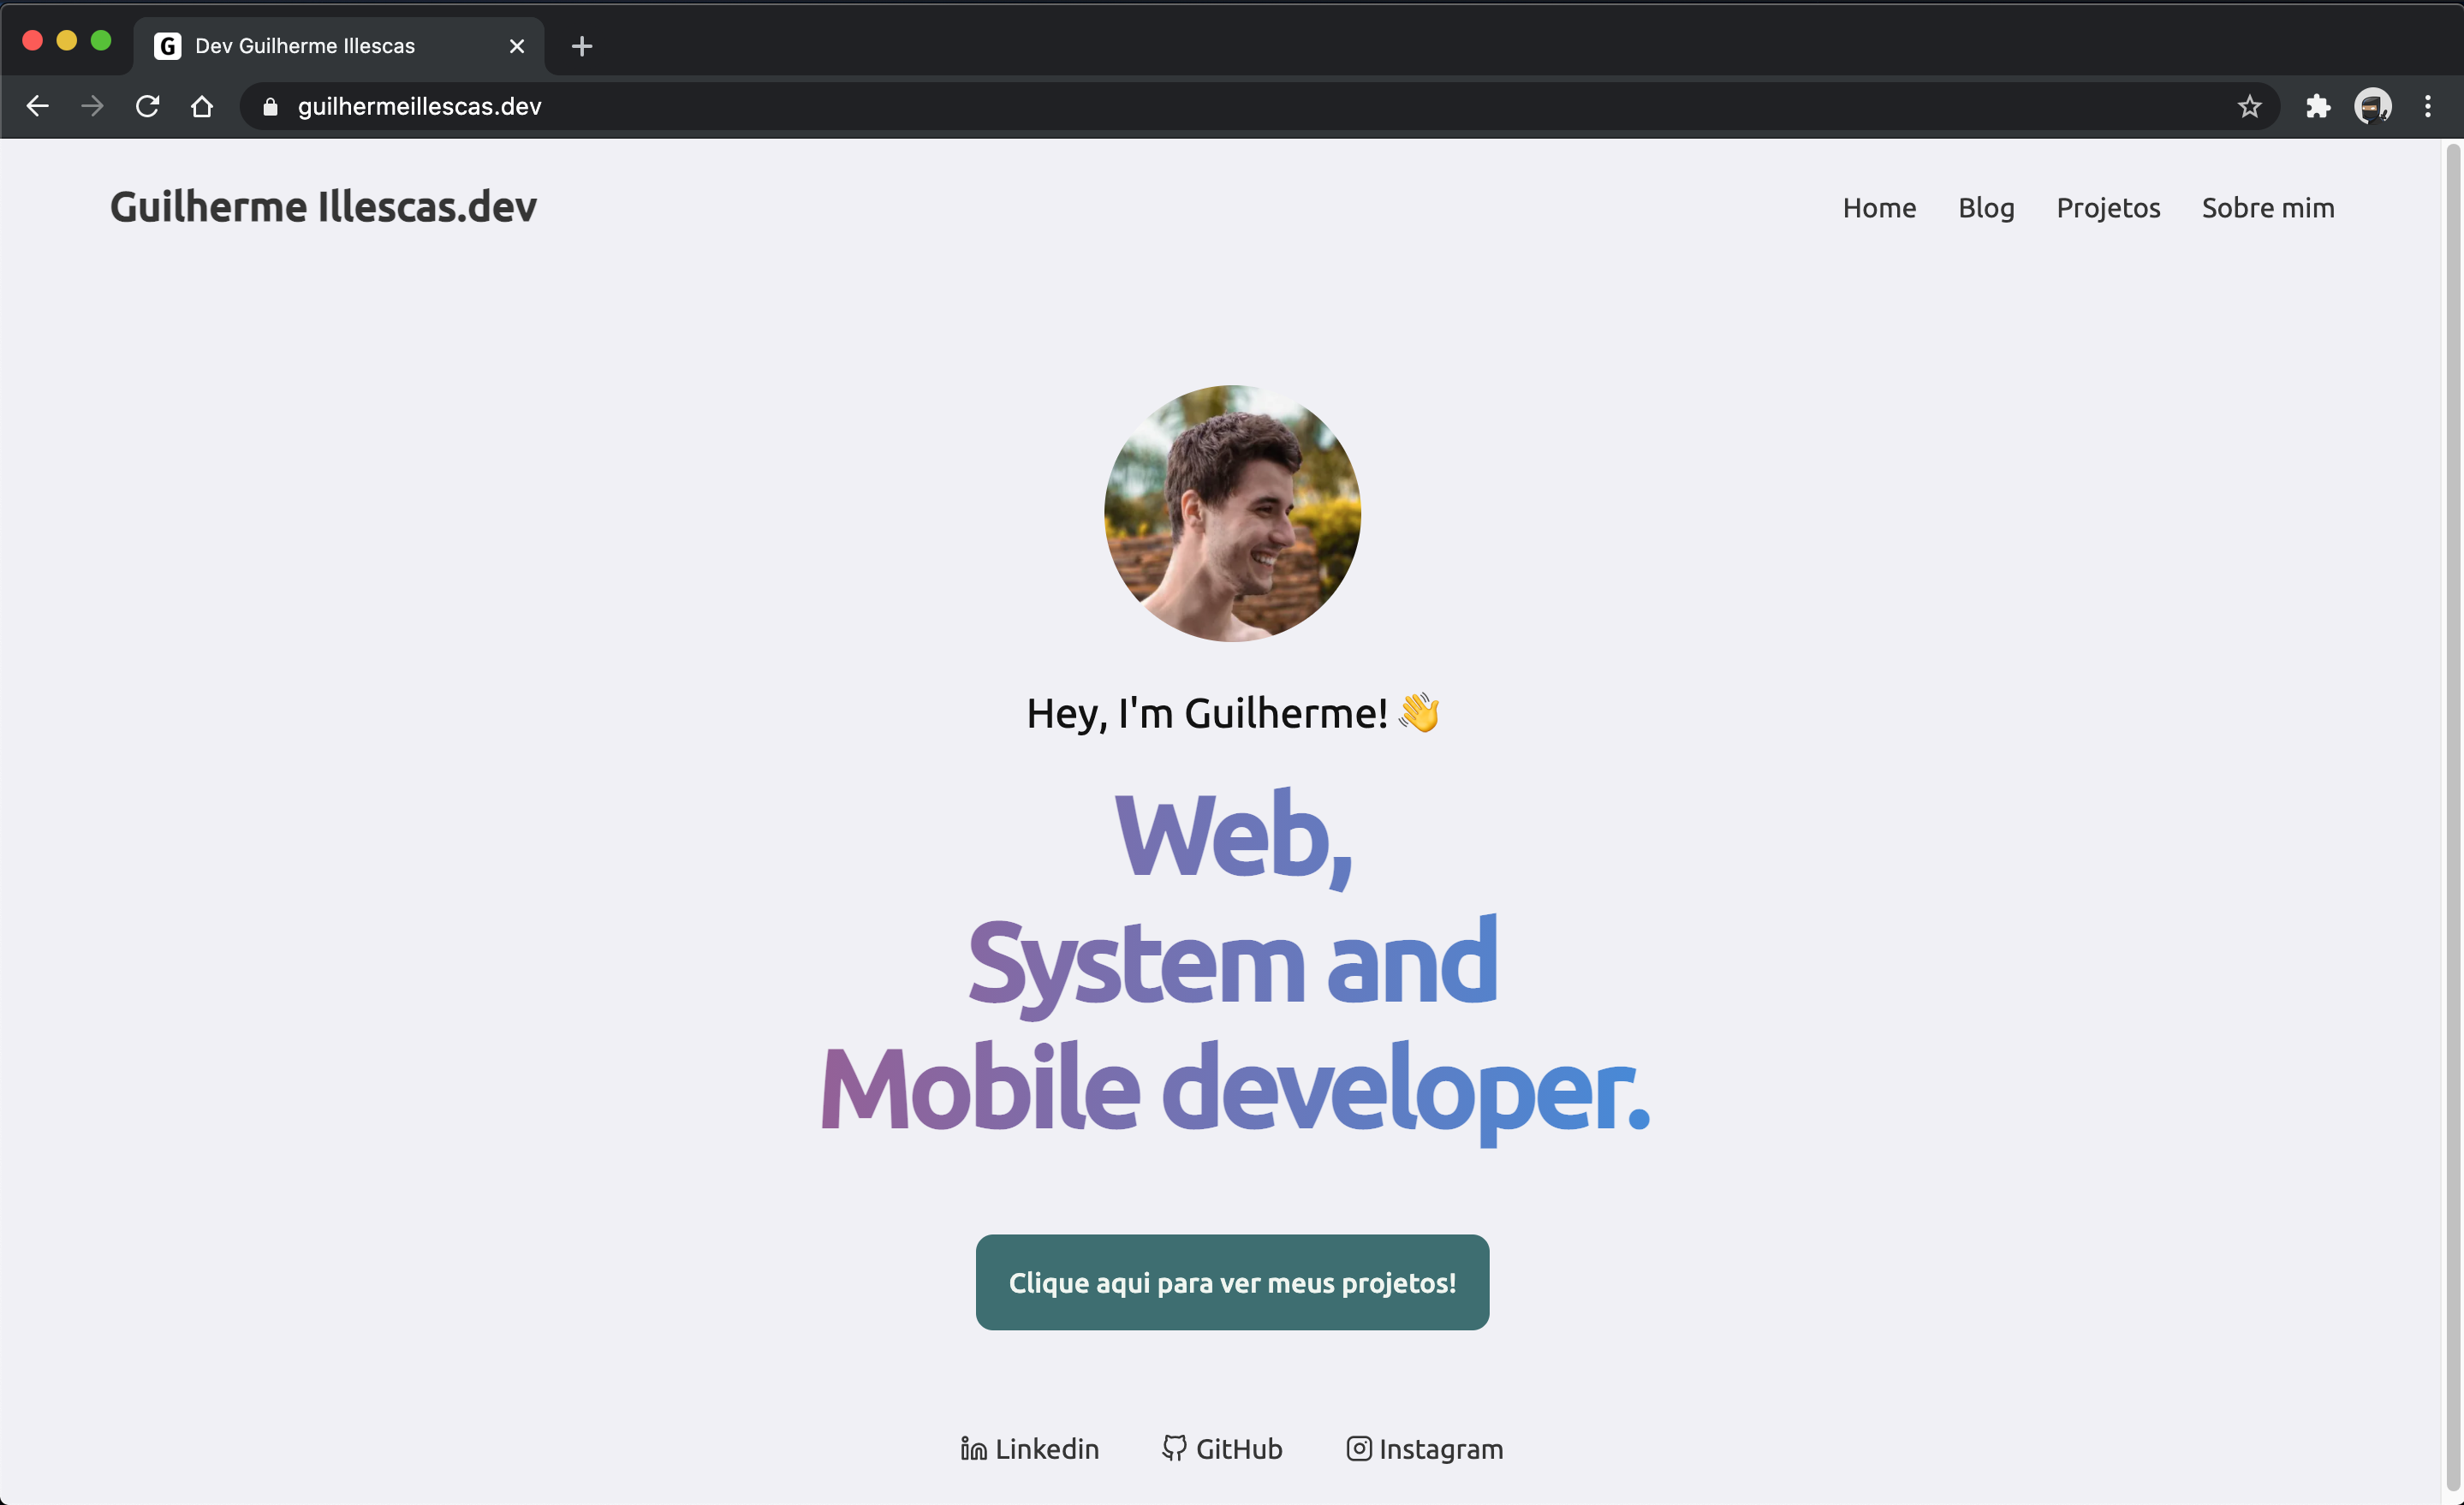 G Dev Guilherme Illescas
guilhermeillescas.dev
Guilherme Illescas.dev
Home Blog Projetos Sobre mim
Hey, I'm Guilherme! 👋
Web,
System and
Mobile developer.
Clique aqui para ver meus projetos!
Linkedin GitHub Instagram